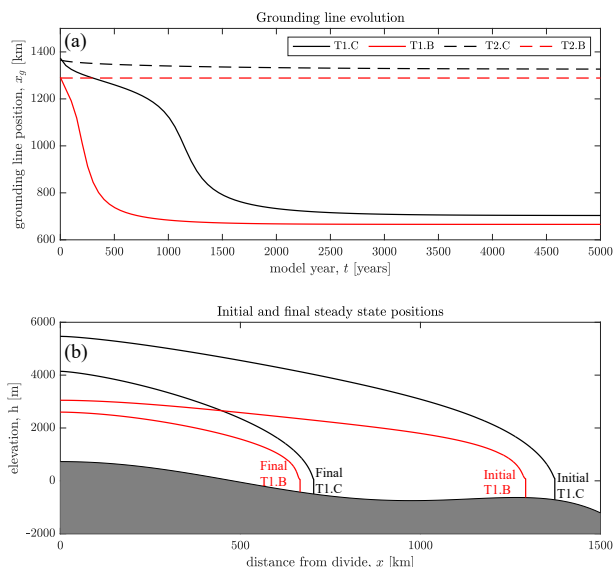 Grounding line evolution
(a)
T1.C T1.B T2.C T2.B
grounding line position, x_g [km]
1400
1200
1000
800
600
0 500 1000 1500 2000 2500 3000 3500 4000 4500 5000
model year, t [years]
Initial and final steady state positions
(b)
elevation, h [m]
6000
4000
2000
0
-2000
Final
T1.B
Final
T1.C
Initial
T1.B
Initial
T1.C
0 500 1000 1500
distance from divide, x [km]